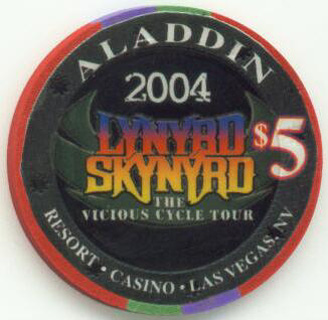 ALADDIN
2004
LYNYRD
SKYNYRD
$5
THE
VICIOUS CYCLE TOUR
RESORT • CASINO • LAS VEGAS, NV